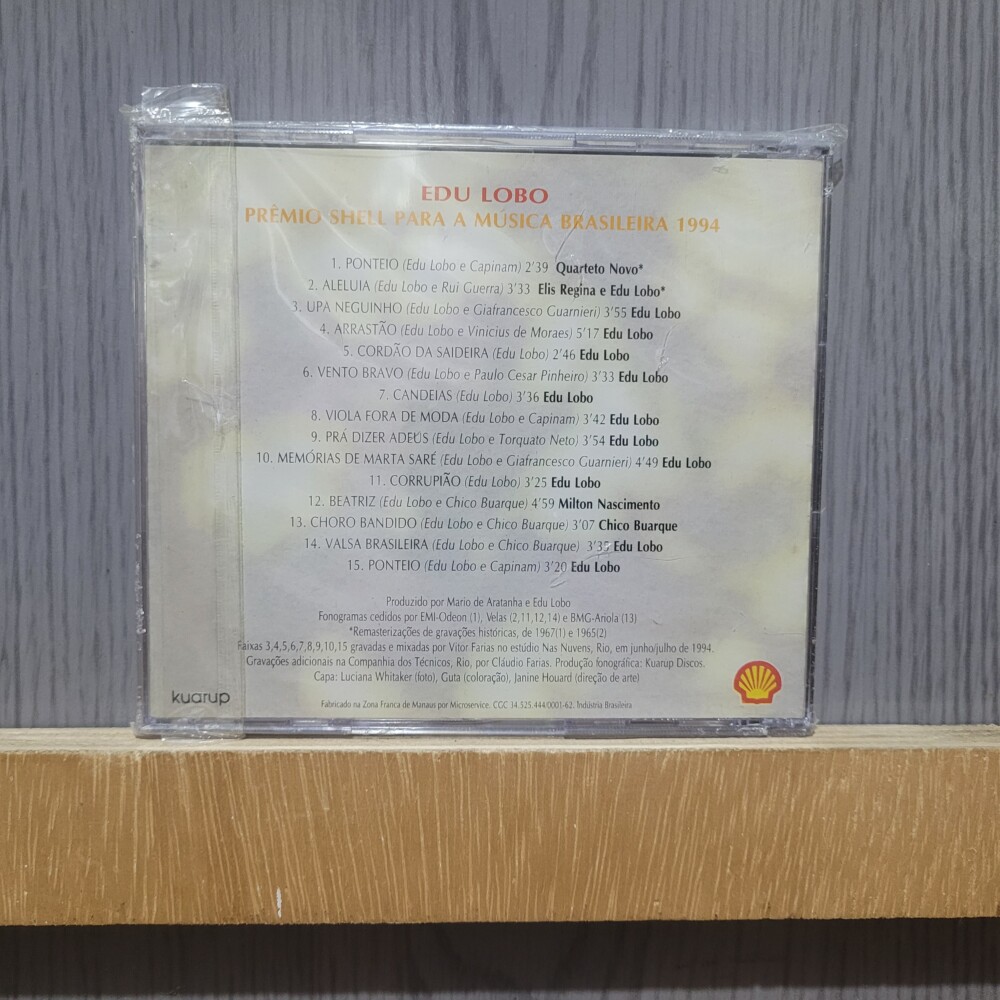 EDU LOBO
PRÊMIO SHELL PARA A MÚSICA BRASILEIRA 1994
1. PONTEIO (Edu Lobo e Capinam) 2'39 Quarteto Novo*
2. ALELUIA (Edu Lobo e Rui Guerra) 3'33 Elis Regina e Edu Lobo*
3. UPA NEGUINHO (Edu Lobo e Giafrancesco Guarnieri) 3'55 Edu Lobo
4. ARRASTÃO (Edu Lobo e Vinicius de Moraes) 5'17 Edu Lobo
5. CORDÃO DA SAIDEIRA (Edu Lobo) 2'46 Edu Lobo
6. VENTO BRAVO (Edu Lobo e Paulo Cesar Pinheiro) 3'33 Edu Lobo
7. CANDEIAS (Edu Lobo) 3'36 Edu Lobo
8. VIOLA FORA DE MODA (Edu Lobo e Capinam) 3'42 Edu Lobo
9. PRÁ DIZER ADEUS (Edu Lobo e Torquato Neto) 3'54 Edu Lobo
10. MEMÓRIAS DE MARTA SARÉ (Edu Lobo e Giafrancesco Guarnieri) 4'49 Edu Lobo
11. CORRUPIÃO (Edu Lobo) 3'25 Edu Lobo
12. BEATRIZ (Edu Lobo e Chico Buarque) 4'59 Milton Nascimento
13. CHORO BANDIDO (Edu Lobo e Chico Buarque) 3'07 Chico Buarque
14. VALSA BRASILEIRA (Edu Lobo e Chico Buarque) 3'35 Edu Lobo
15. PONTEIO (Edu Lobo e Capinam) 3'20 Edu Lobo
Produzido por Mario de Aratanha e Edu Lobo
Fonogramas cedidos por EMI-Odeon (1), Velas (2,11,12,14) e BMG-Ariola (13)
*Remasterizações de gravações históricas, de 1967(1) e 1965(2)
Faixas 3,4,5,6,7,8,9,10,15 gravadas e mixadas por Vitor Farias no estúdio Nas Nuvens, Rio, em junho/julho de 1994.
Gravações adicionais na Companhia dos Técnicos, Rio, por Cláudio Farias. Produção fonográfica: Kuarup Discos.
Capa: Luciana Whitaker (foto), Guta (coloração), Janine Houard (direção de arte)
kuarup
Fabricado na Zona Franca de Manaus por Microservice. CGC 34.525.444/0001-62. Indústria Brasileira